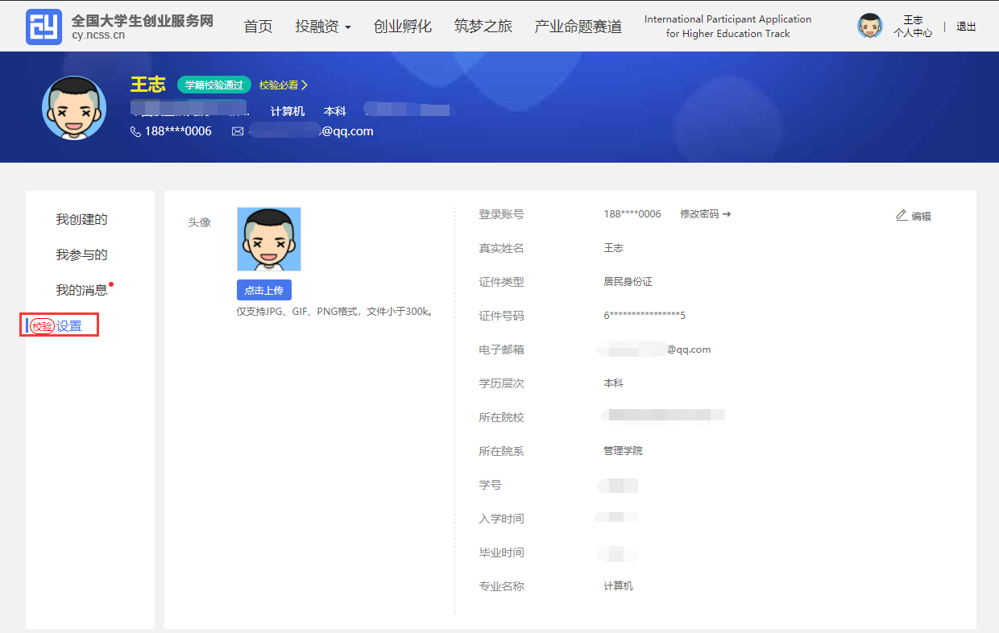 全国大学生创业服务网
cy.ncss.cn
首页 投融资 创业孵化 筑梦之旅 产业命题赛道
International Participant Application
for Higher Education Track
王志
个人中心
退出
王志 学籍校验通过 校验必看
计算机 本科
188****0006 @qq.com
我创建的
我参与的
我的消息
校验 设置
头像
点击上传
仅支持JPG、GIF、PNG格式，文件小于300k。
登录账号 188****0006 修改密码 →
编辑
真实姓名 王志
证件类型 居民身份证
证件号码 6****************5
电子邮箱 @qq.com
学历层次 本科
所在院校
所在院系 管理学院
学号
入学时间
毕业时间
专业名称 计算机